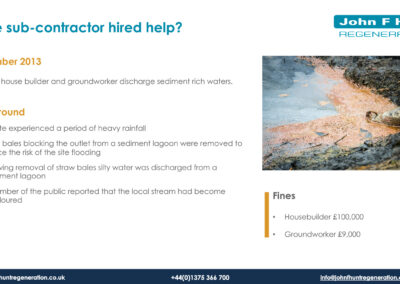 e sub-contractor hired help?
John F H
REGENERA
ber 2013
house builder and groundworker discharge sediment rich waters.
ound
te experienced a period of heavy rainfall
bales blocking the outlet from a sediment lagoon were removed to
ce the risk of the site flooding
wing removal of straw bales silty water was discharged from a
ment lagoon
mber of the public reported that the local stream had become
loured
Fines
• Housebuilder £100,000
• Groundworker £9,000
huntregeneration.co.uk
+44(0)1375 366 700
info@johnfhuntregeneration.co